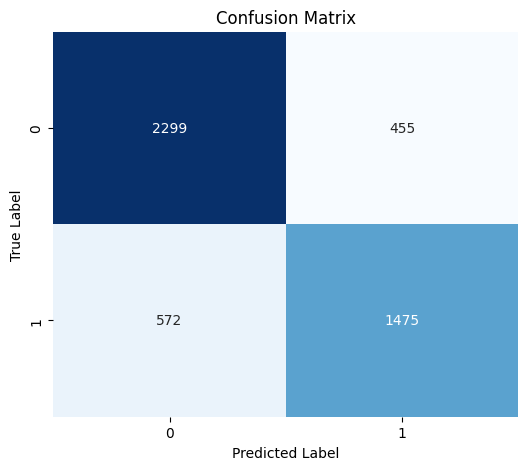 Confusion Matrix
True Label
0
2299
455
1
572
1475
0
1
Predicted Label